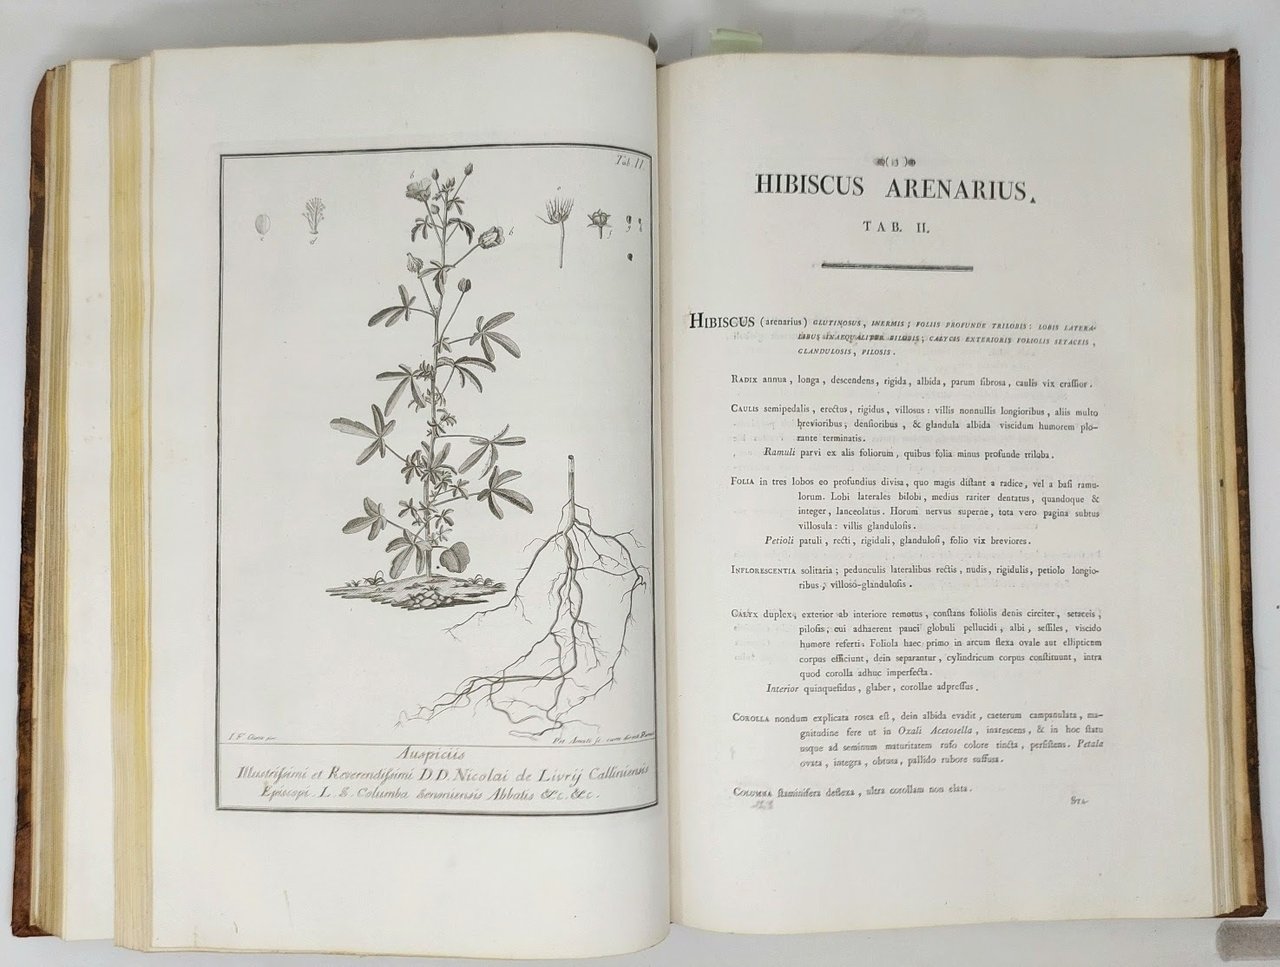 Tab. II.
b
b
a
c
d
f
Auspiciis
Illustrißimi et Reverendißimi D D. Nicolai de Livrij Calliniensis
Episcopi. L. S. Columba Senoniensis Abbatis &c. &c.
HIBISCUS ARENARIUS.
TAB. II.
HIBISCUS (arenarius) GLUTINOSUS, INERMIS; FOLIIS PROFUNDE TRILOBIS: LOBIS LATERA-
LIBUS INAEQUALITER BILOBIS; CALYCIS EXTERIORIS FOLIOLIS SETACEIS,
GLANDULOSIS, PILOSIS.
RADIX annua, longa, deſcendens, rigida, albida, parum fibroſa, caulis vix craſſior.
CAULIS ſemipedalis, erectus, rigidus, villoſus: villis nonnullis longioribus, aliis multo
brevioribus, denſioribus, & glandula albida viscidum humorem plo-
rante terminatis.
Ramuli parvi ex alis foliorum, quibus folia minus profunde triloba.
FOLIA in tres lobos eo profundius diviſa, quo magis diſtant a radice, vel a baſi ramu-
lorum. Lobi laterales bilobi, medius rariter dentatus, quandoque &
integer, lanceolatus. Horum nervus ſuperne, tota vero pagina ſubtus
villoſula: villis glanduloſis.
Petioli patuli, recti, rigiduli, glanduloſi, folio vix breviores.
INFLORESCENTIA ſolitaria; pedunculis lateralibus rectis, nudis, rigidulis, petiolo longio-
ribus, villoso-glanduloſis.
CALYX duplex; exterior ab interiore remotus, conſtans foliolis denis circiter, ſetaceis,
piloſis, cui adhaerent pauci globuli pellucidi, albi, ſeſſiles, viscido
humore referti. Foliola haec primo in arcum flexa ovale aut ellipticum
corpus efficiunt, dein separantur, cylindricum corpus conſtituunt, intra
quod corolla adhuc imperfecta.
Interior quinquefidus, glaber, corollae adpreſſus.
COROLLA nondum explicata roſea eſt, dein albida evadit, caeterum campanulata, ma-
gnitudine fere ut in Oxali Acetosella, inarescens, & in hoc ſtatu
usque ad seminum maturitatem rufo colore tincta, perſiſtens. Petala
ovata, integra, obtusa, pallido rubore ſuffuſa.
COLUMNA ſtaminifera deflexa, ultra corollam non elata.
STA-